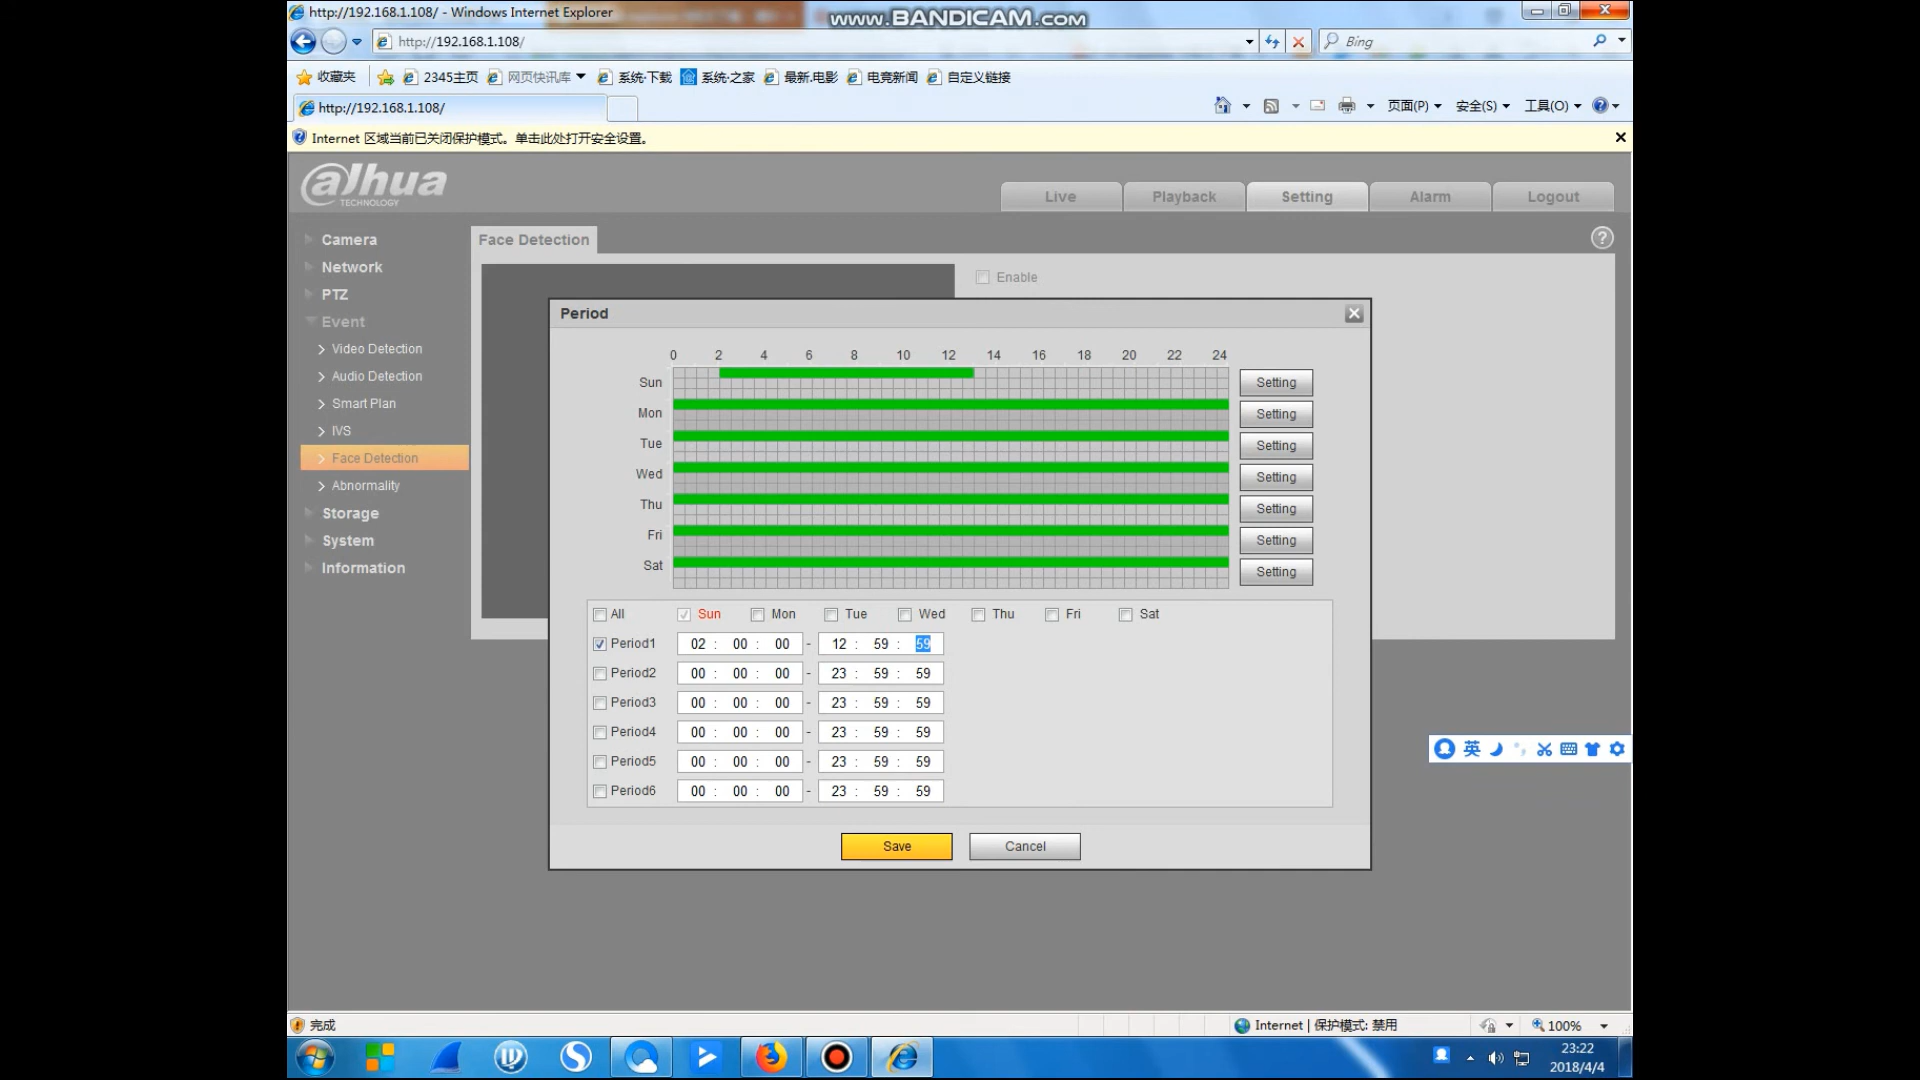 http://192.168.1.108/ - Windows Internet Explorer
www.BANDICAM.com
http://192.168.1.108/
Bing
收藏夹 2345主页 网页快讯库 系统·下载 系统·之家 最新.电影 电竞新闻 自定义链接
http://192.168.1.108/
页面(P) 安全(S) 工具(O)
Internet 区域当前已关闭保护模式。单击此处打开安全设置。
alhua
TECHNOLOGY
Live Playback Setting Alarm Logout
Camera
Network
PTZ
Event
Video Detection
Audio Detection
Smart Plan
IVS
Face Detection
Abnormality
Storage
System
Information
Face Detection
Enable
Period
0 2 4 6 8 10 12 14 16 18 20 22 24
Sun Setting
Mon Setting
Tue Setting
Wed Setting
Thu Setting
Fri Setting
Sat Setting
All Sun Mon Tue Wed Thu Fri Sat
Period1 02 : 00 : 00 - 12 : 59 : 59
Period2 00 : 00 : 00 - 23 : 59 : 59
Period3 00 : 00 : 00 - 23 : 59 : 59
Period4 00 : 00 : 00 - 23 : 59 : 59
Period5 00 : 00 : 00 - 23 : 59 : 59
Period6 00 : 00 : 00 - 23 : 59 : 59
Save Cancel
英
完成
Internet | 保护模式: 禁用
100%
23:22
2018/4/4